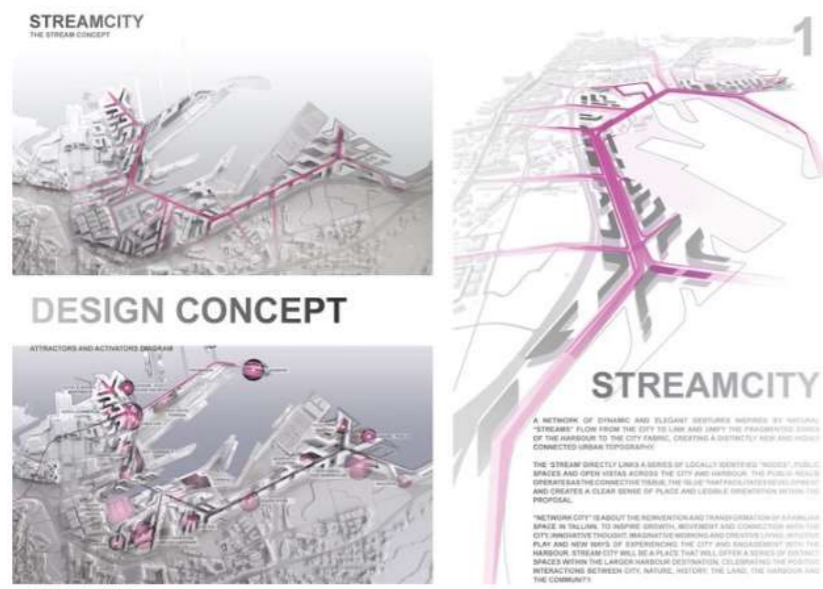 STREAMCITY
THE STREAM CONCEPT
DESIGN CONCEPT
ATTRACTORS AND ACTIVATORS DIAGRAM
1
STREAMCITY
A NETWORK OF DYNAMIC AND ELEGANT GESTURES INSPIRED BY NATURAL
"STREAMS" FLOW FROM THE CITY TO LINK AND UNIFY THE FRAGMENTED EDGES
OF THE HARBOUR TO THE CITY FABRIC, CREATING A DISTINCTLY NEW AND HIGHLY
CONNECTED URBAN TOPOGRAPHY.
THE 'STREAM' DIRECTLY LINKS A SERIES OF LOCALLY IDENTIFIED "NODES", PUBLIC
SPACES AND OPEN VISTAS ACROSS THE CITY AND HARBOUR. THE PUBLIC REALM
OPERATES AS THE CONNECTIVE TISSUE, THE 'GLUE' THAT FACILITATES DEVELOPMENT
AND CREATES A CLEAR SENSE OF PLACE AND LEGIBLE ORIENTATION WITHIN THE
PROPOSAL.
"NETWORK CITY" IS ABOUT THE REINVENTION AND TRANSFORMATION OF A FAMILIAR
SPACE IN TALLINN. TO INSPIRE GROWTH, MOVEMENT AND CONNECTION WITH THE
CITY. INNOVATIVE THOUGHT, IMAGINATIVE WORKING AND CREATIVE LIVING, INTUITIVE
PLAY AND NEW WAYS OF EXPERIENCING THE CITY AND ENGAGEMENT WITH THE
HARBOUR. STREAM CITY WILL BE A PLACE THAT WILL OFFER A SERIES OF DISTINCT
SPACES WITHIN THE LARGER HARBOUR DESTINATION, CELEBRATING THE POSITIVE
INTERACTIONS BETWEEN CITY, NATURE, HISTORY, THE LAND, THE HARBOUR AND
THE COMMUNITY.